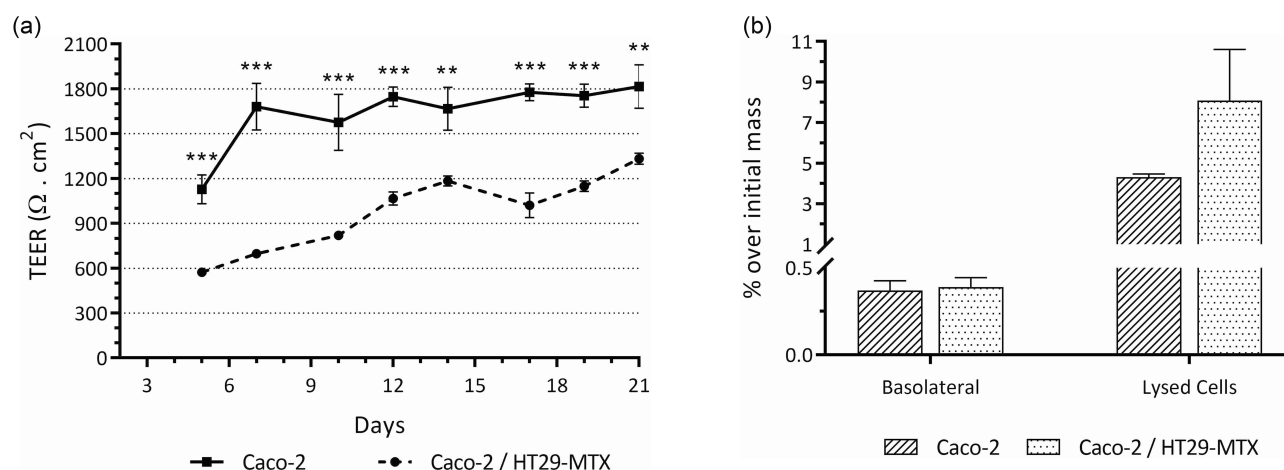 (a)
TEER (Ω . cm²)
2100
1800
1500
1200
900
600
300
0
***
***
***
***
**
***
***
**
3 6 9 12 15 18 21
Days
Caco-2 Caco-2 / HT29-MTX
(b)
% over initial mass
11
9
7
5
3
1
0.5
0.0
Basolateral Lysed Cells
Caco-2 Caco-2 / HT29-MTX